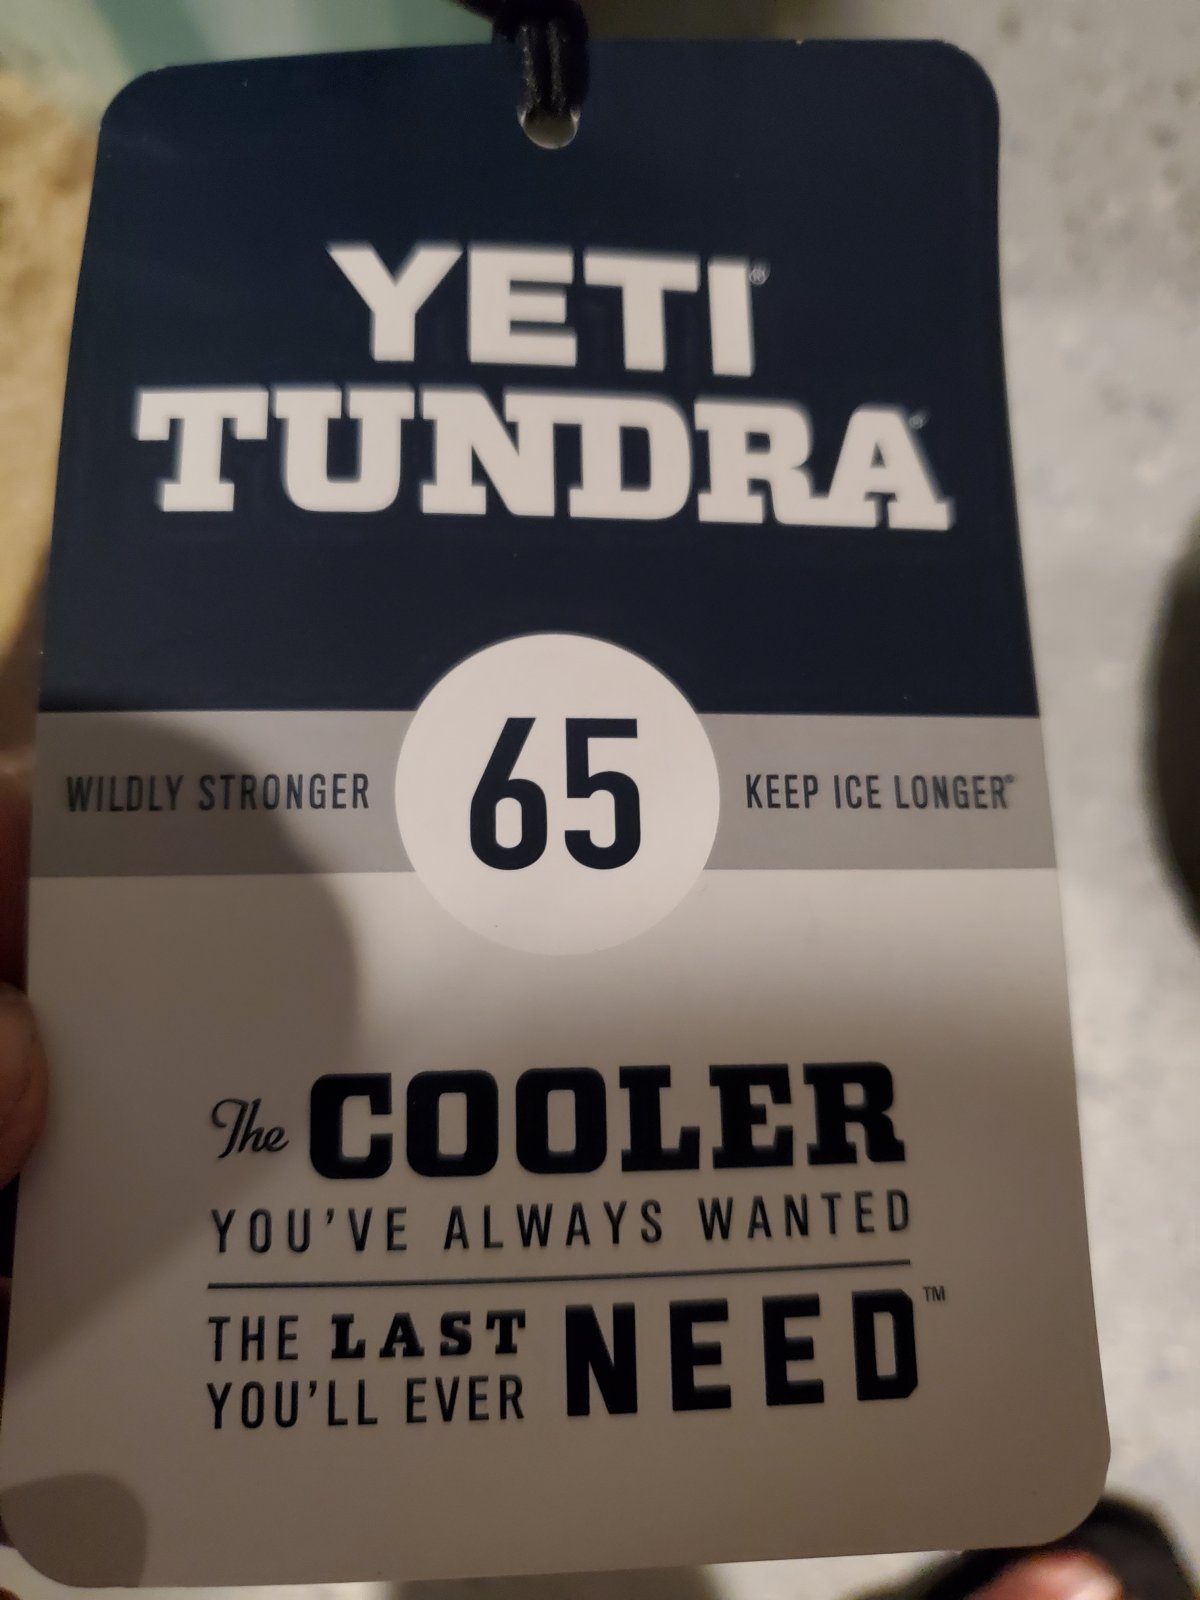 YETI®
TUNDRA®
WILDLY STRONGER 65 KEEP ICE LONGER®
The COOLER
YOU'VE ALWAYS WANTED
THE LAST
YOU'LL EVER NEED™